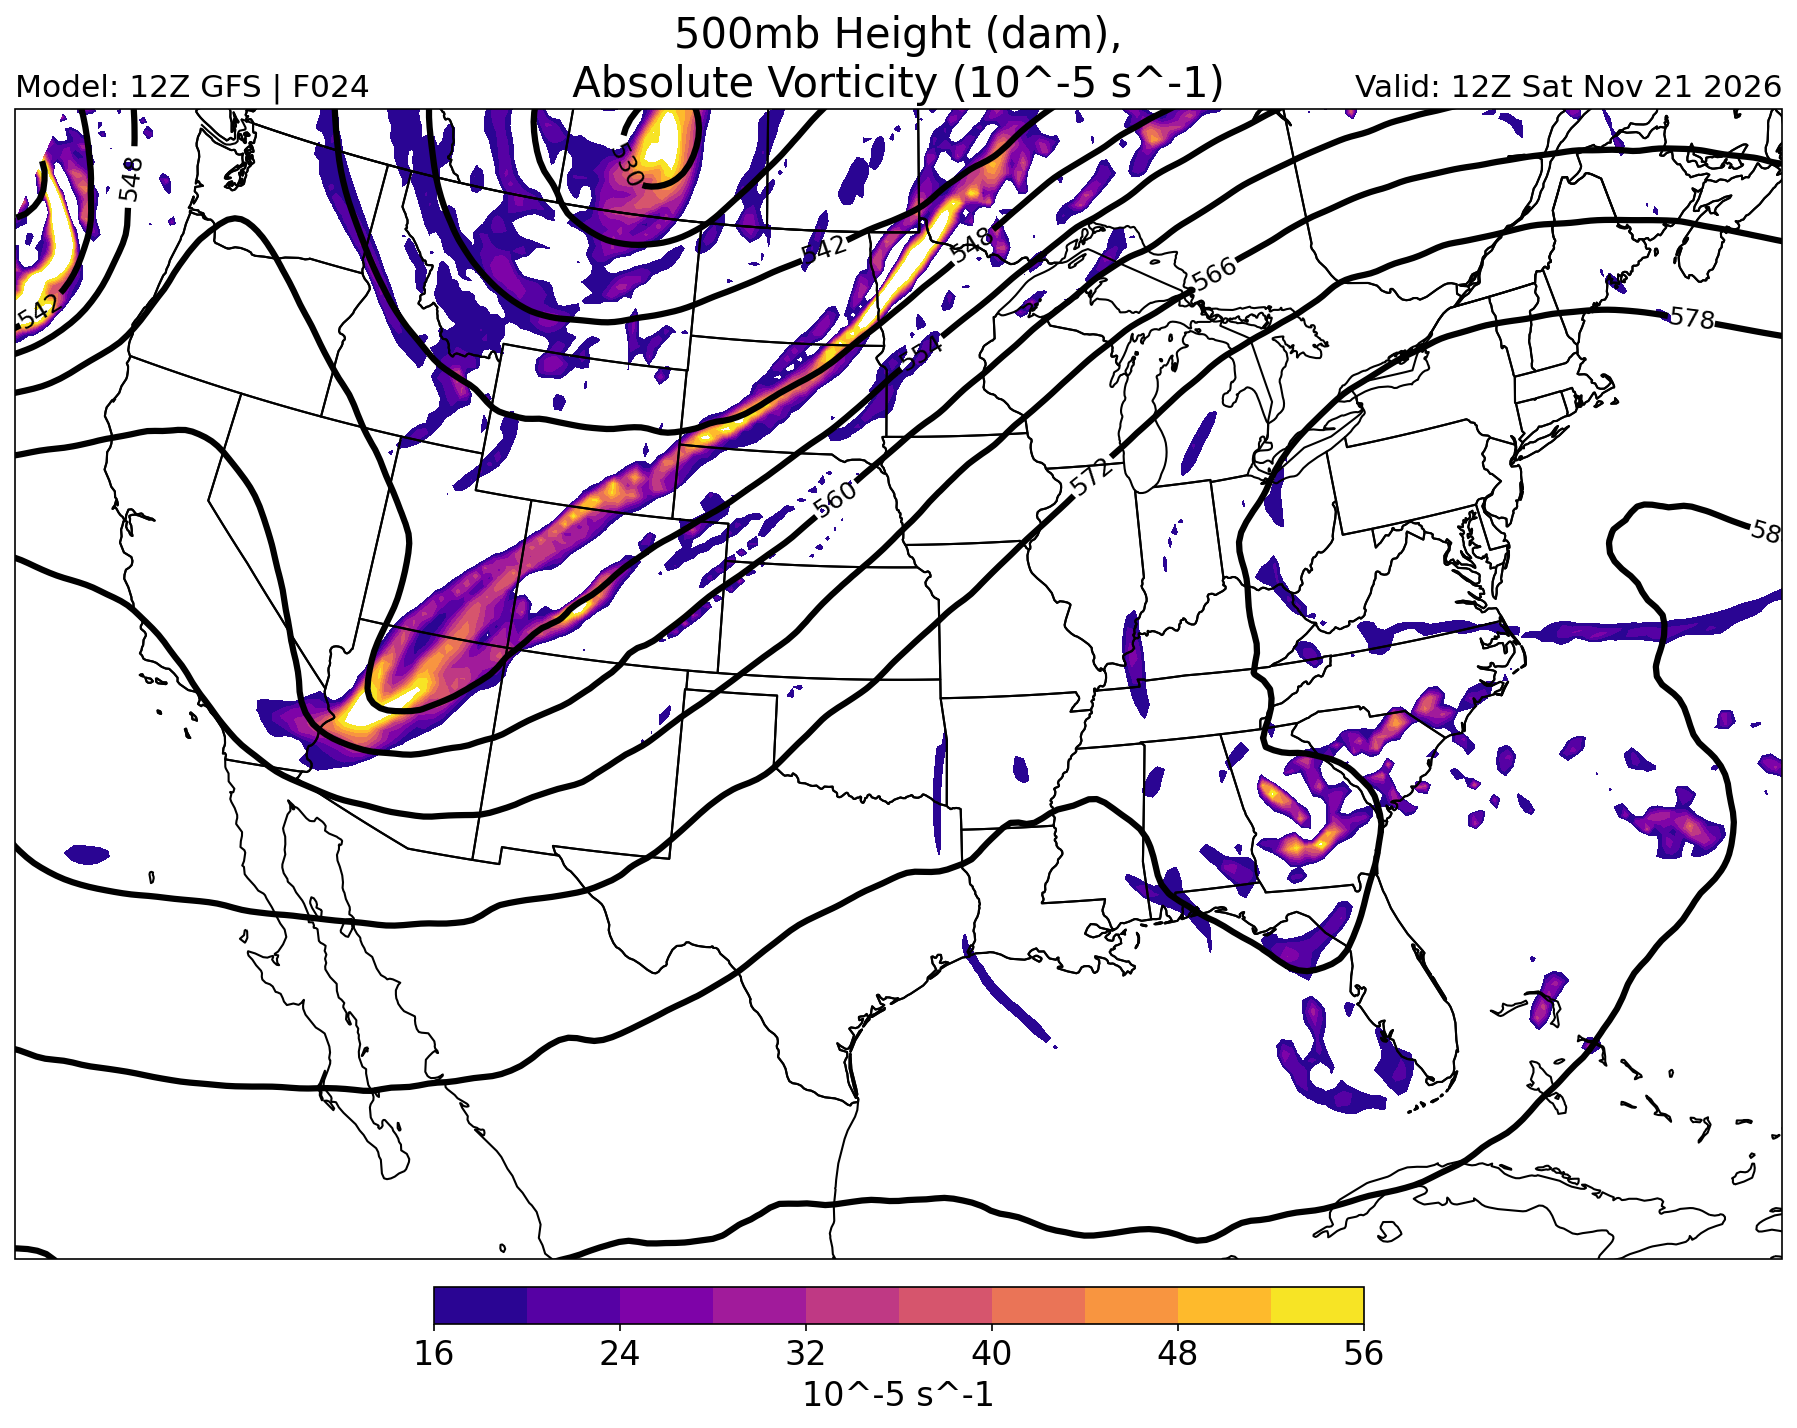 500mb Height (dam),
Model: 12Z GFS | F024
Absolute Vorticity (10^-5 s^-1)
Valid: 12Z Sat Nov 21 2026
530
548
542
542
548
566
554
578
560
572
58
16 24 32 40 48 56
10^-5 s^-1